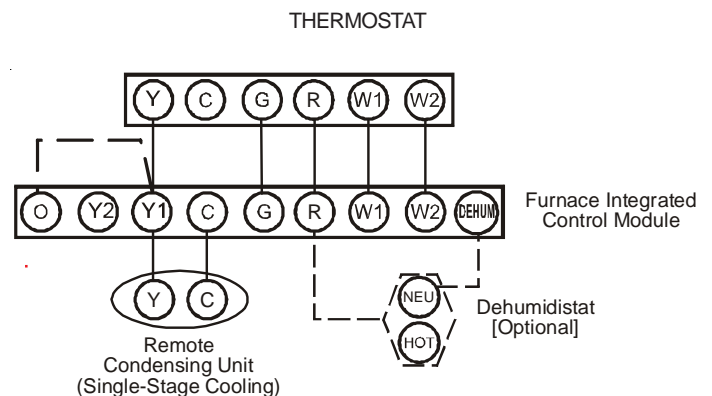 THERMOSTAT
Y C G R W1 W2
O Y2 Y1 C G R W1 W2 DEHUM
Furnace Integrated
Control Module
Y C
NEU
HOT
Dehumidistat
[Optional]
Remote
Condensing Unit
(Single-Stage Cooling)